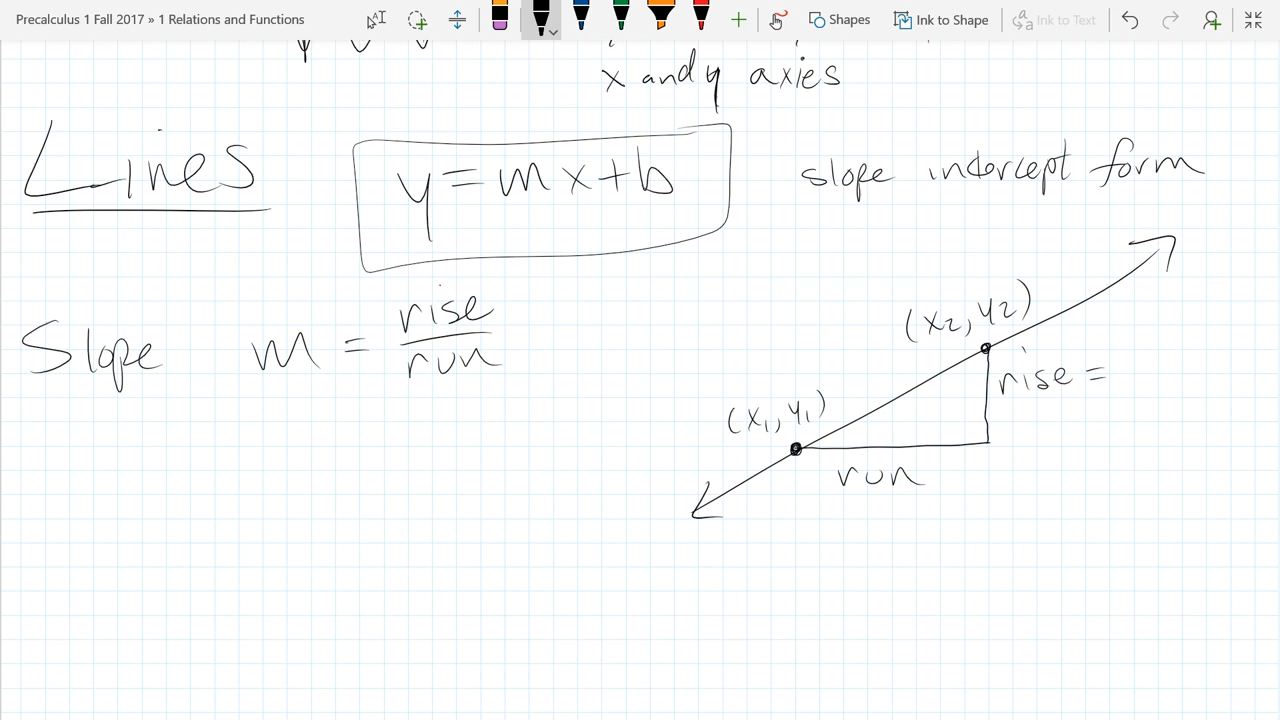 Precalculus 1 Fall 2017 » 1 Relations and Functions
Shapes
Ink to Shape
Ink to Text
x and y axies
Lines
y = mx + b
slope intercept form
Slope m = rise/run
(x2, y2)
rise =
(x1, y1)
run